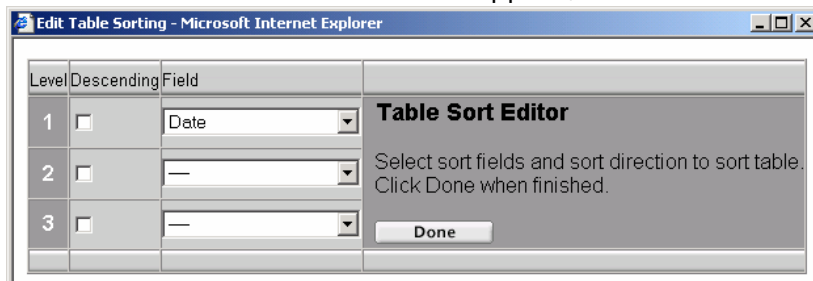 Edit Table Sorting - Microsoft Internet Explorer
Level Descending Field
1 Date Table Sort Editor
2 — Select sort fields and sort direction to sort table.
Click Done when finished.
3 — Done